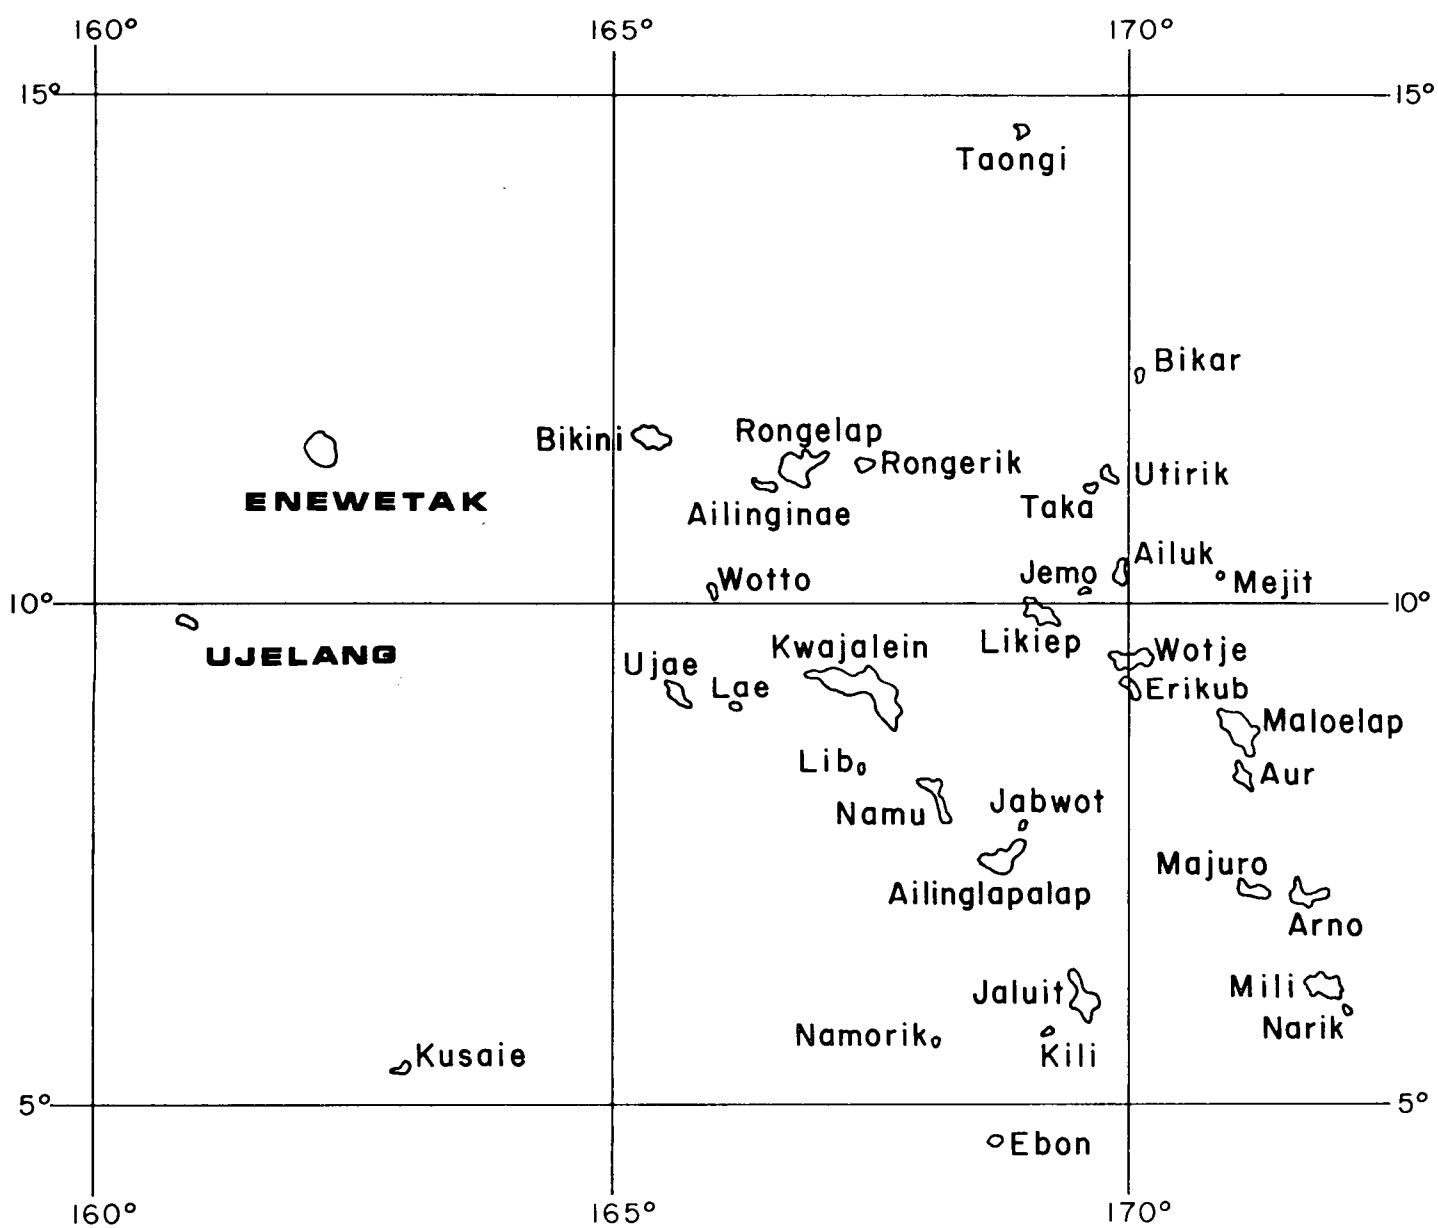 160° 165° 170°
15° 15°
Taongi
Bikar
Bikini Rongelap
Rongerik
Utirik
ENEWETAK
Ailinginae
Taka
Ailuk
Jemo
Wotto
Mejit
10° 10°
Likiep
UJELANG
Kwajalein
Wotje
Ujae
Lae
Erikub
Maloelap
Lib
Aur
Namu
Jabwot
Majuro
Ailinglapalap
Arno
Jaluit
Mili
Narik
Namorik
Kili
Kusaie
5° 5°
Ebon
160° 165° 170°